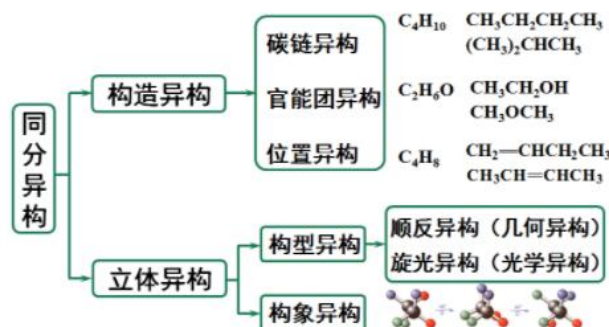 同分异构
构造异构
碳链异构
C₄H₁₀ CH₃CH₂CH₂CH₃
(CH₃)₂CHCH₃
官能团异构
C₂H₆O CH₃CH₂OH
CH₃OCH₃
位置异构
C₄H₈ CH₂=CHCH₂CH₃
CH₃CH=CHCH₃
立体异构
构型异构
顺反异构（几何异构）
旋光异构（光学异构）
构象异构